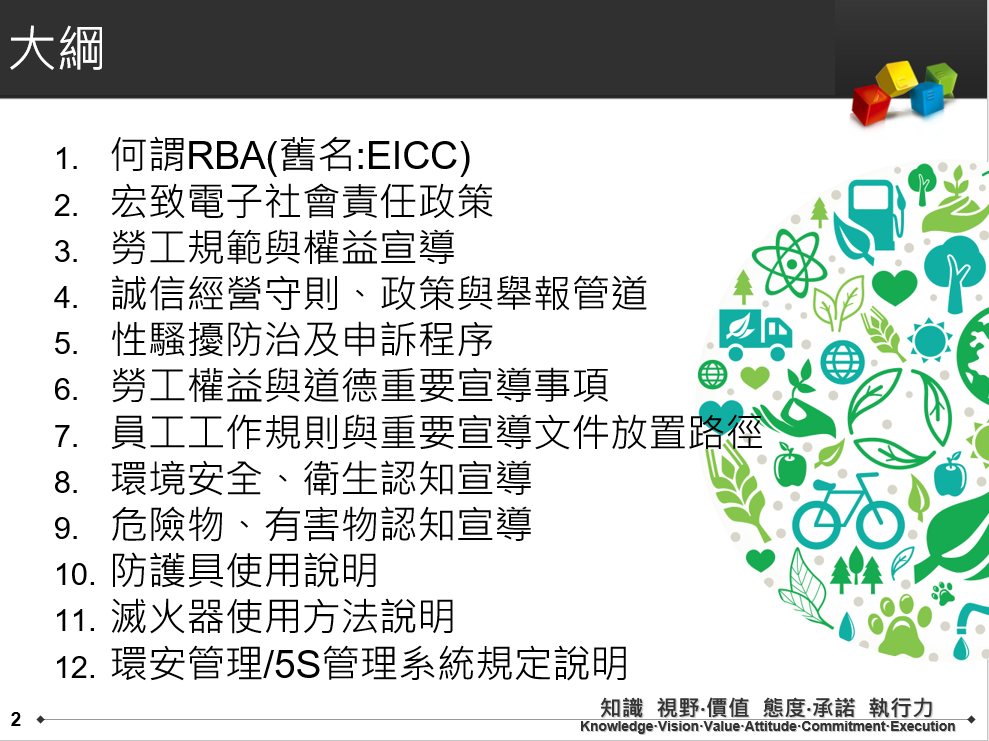 大綱
1. 何謂RBA(舊名:EICC)
2. 宏致電子社會責任政策
3. 勞工規範與權益宣導
4. 誠信經營守則、政策與舉報管道
5. 性騷擾防治及申訴程序
6. 勞工權益與道德重要宣導事項
7. 員工工作規則與重要宣導文件放置路徑
8. 環境安全、衛生認知宣導
9. 危險物、有害物認知宣導
10. 防護具使用說明
11. 滅火器使用方法說明
12. 環安管理/5S管理系統規定說明
知識 視野‧價值 態度‧承諾 執行力
2
Knowledge‧Vision‧Value‧Attitude‧Commitment‧Execution